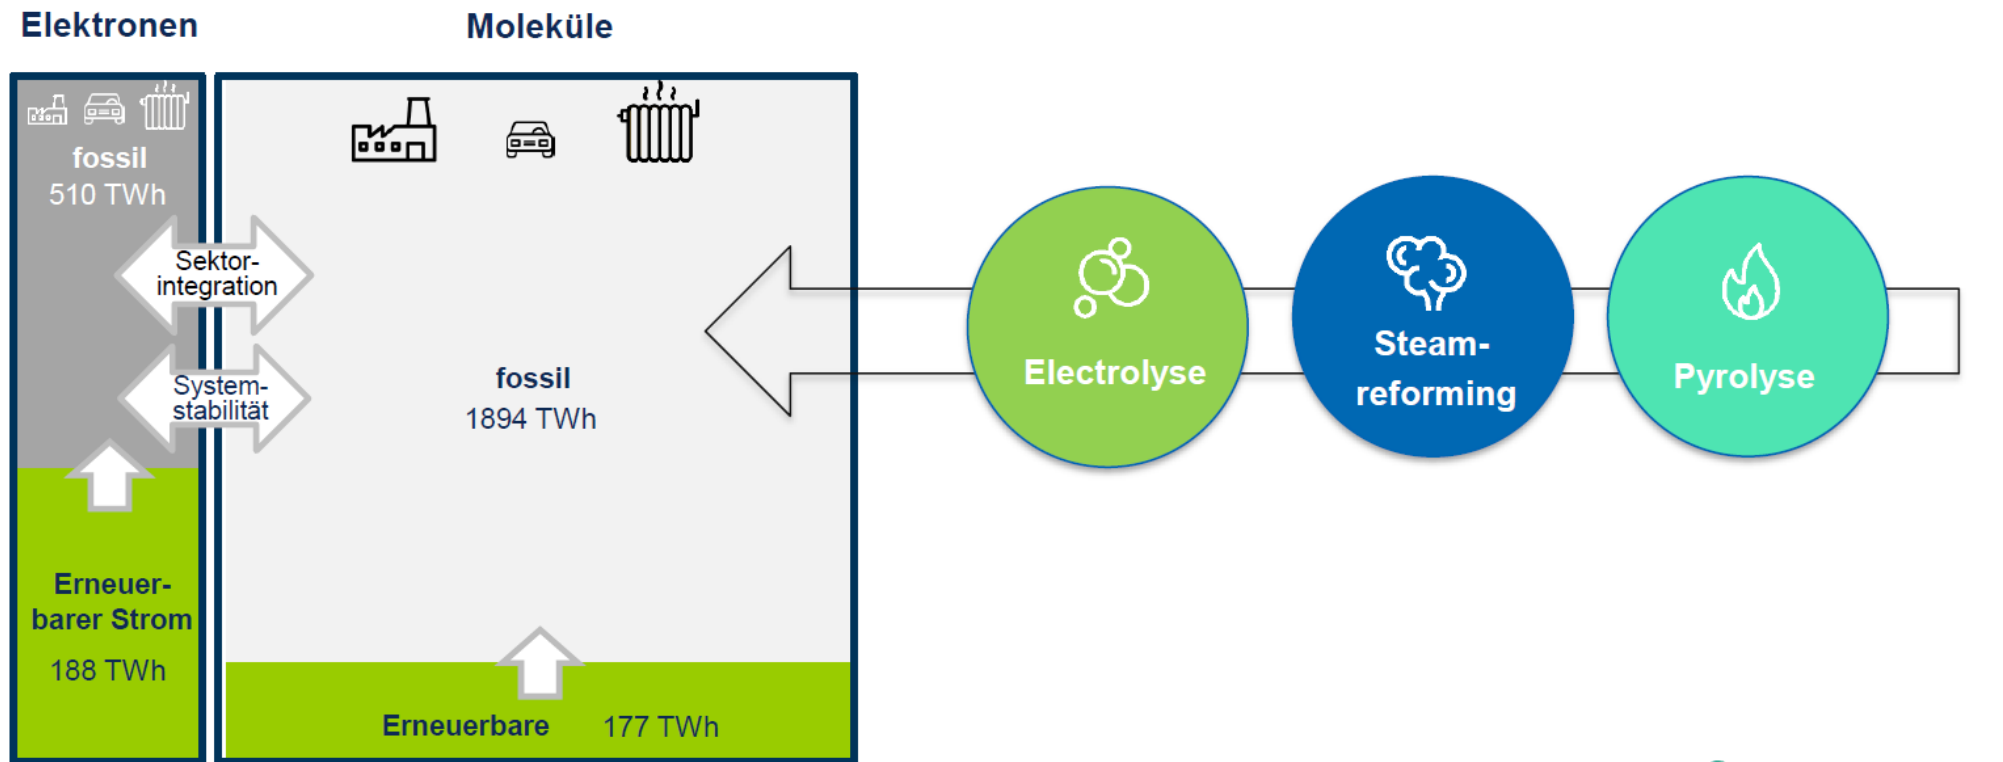 Elektronen
Moleküle
fossil
510 TWh
Sektor-
integration
System-
stabilität
Erneuer-
barer Strom
188 TWh
fossil
1894 TWh
Erneuerbare 177 TWh
Electrolyse
Steam-
reforming
Pyrolyse